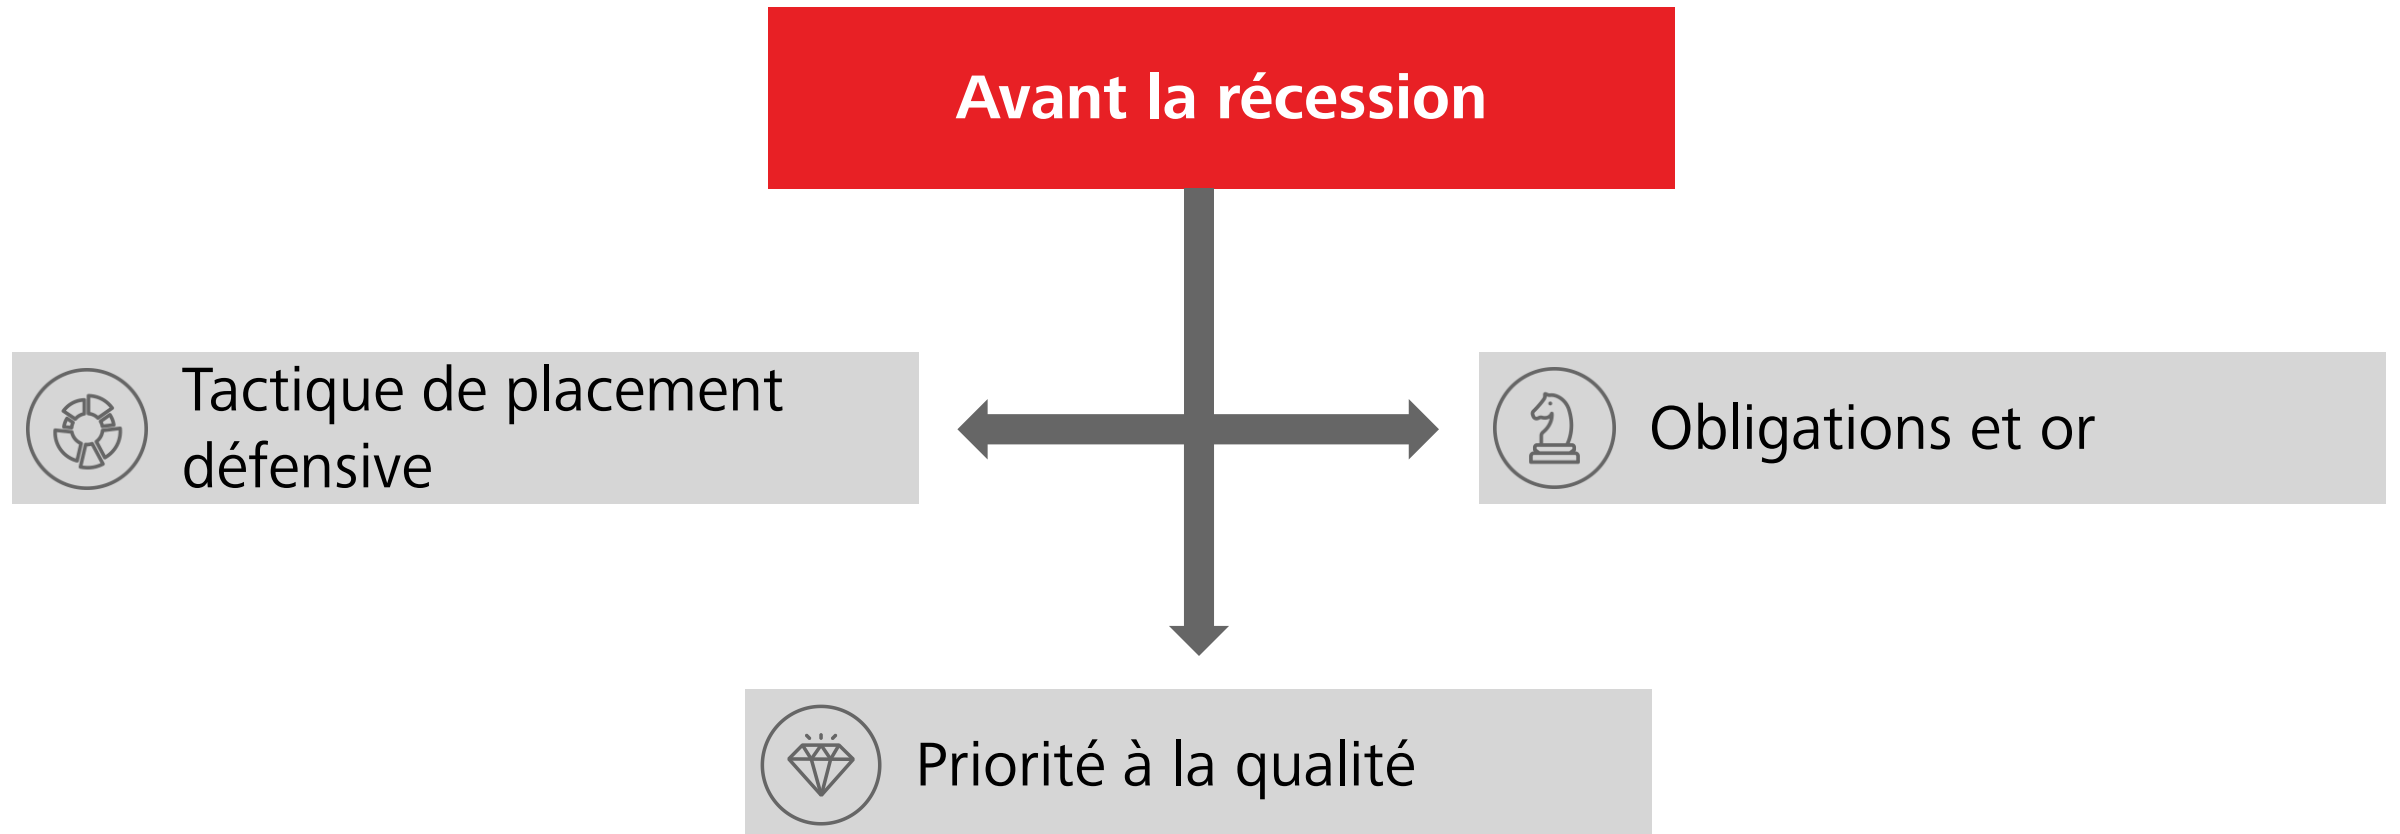 Avant la récession
Tactique de placement
défensive
Obligations et or
Priorité à la qualité